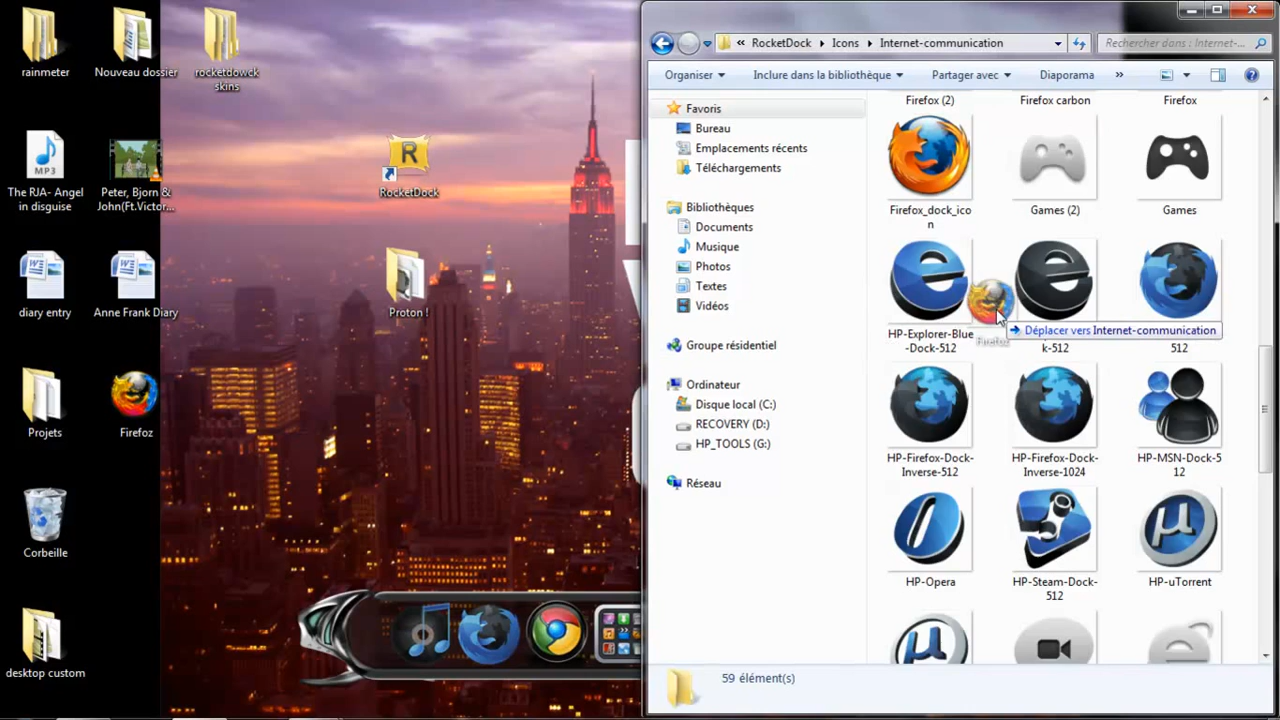 rainmeter
Nouveau dossier
rocketdowck
skins
MP3
The RJA- Angel
in disguise
Peter, Bjorn &
John(Ft.Victor...
R
RocketDock
diary entry
Anne Frank Diary
Proton !
Projets
Firefoz
Corbeille
desktop custom
« RocketDock Icons Internet-communication
Rechercher dans : Internet-...
Organiser Inclure dans la bibliothèque Partager avec Diaporama »
Favoris
Bureau
Emplacements récents
Téléchargements
Bibliothèques
Documents
Musique
Photos
Textes
Vidéos
Groupe résidentiel
Ordinateur
Disque local (C:)
RECOVERY (D:)
HP_TOOLS (G:)
Réseau
Firefox (2) Firefox carbon Firefox
Firefox_dock_ico
n
Games (2)
Games
HP-Explorer-Blue
-Dock-512
k-512
512
Firefoz
Déplacer vers Internet-communication
HP-Firefox-Dock-
Inverse-512
HP-Firefox-Dock-
Inverse-1024
HP-MSN-Dock-5
12
HP-Opera
HP-Steam-Dock-
512
HP-uTorrent
59 élément(s)